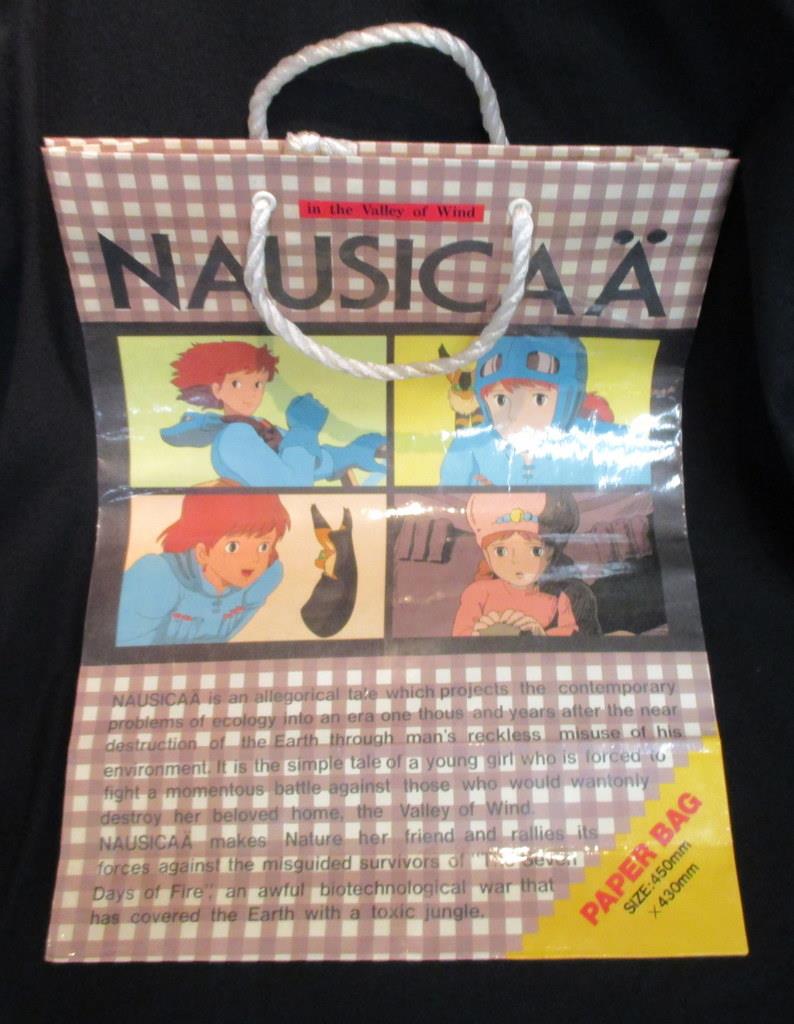 in the Valley of Wind
NAUSICAÄ
NAUSICAÄ is an allegorical tale which projects the contemporary
problems of ecology into an era one thous and years after the near
destruction of the Earth through man's reckless misuse of his
environment. It is the simple tale of a young girl who is forced to
fight a momentous battle against those who would wantonly
destroy her beloved home, the Valley of Wind.
NAUSICAÄ makes Nature her friend and rallies its
forces against the misguided survivors of "The Seven
Days of Fire", an awful biotechnological war that
has covered the Earth with a toxic jungle.
PAPER BAG
SIZE:450mm
×430mm